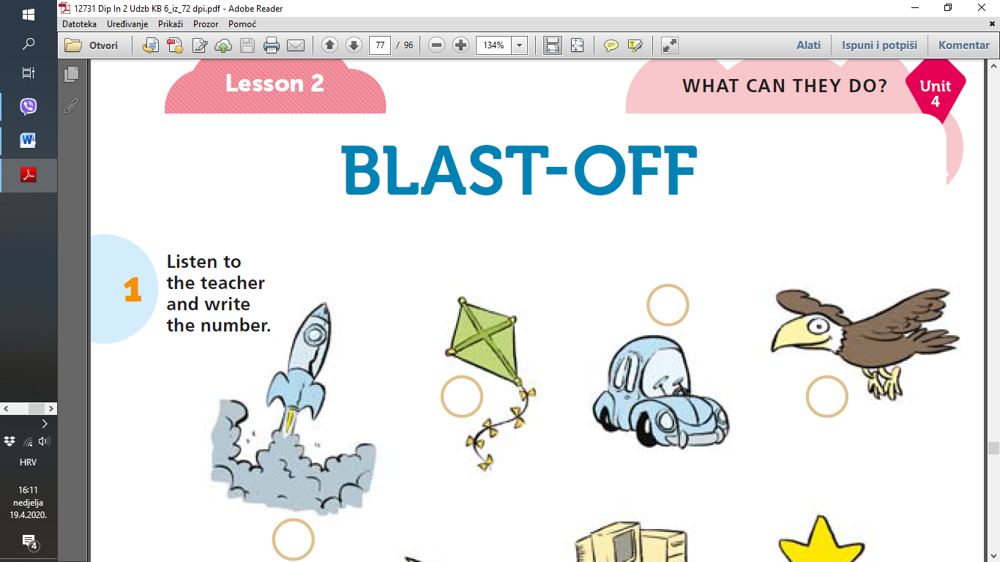 12731 Dip In 2 Udzb KB 6_iz_72 dpi.pdf - Adobe Reader
Datoteka Uređivanje Prikaži Prozor Pomoć
Otvori 77 / 96 134% Alati Ispuni i potpiši Komentar
Lesson 2
WHAT CAN THEY DO?
Unit
4
BLAST-OFF
1
Listen to
the teacher
and write
the number.
HRV
16:11
nedjelja
19.4.2020.
4